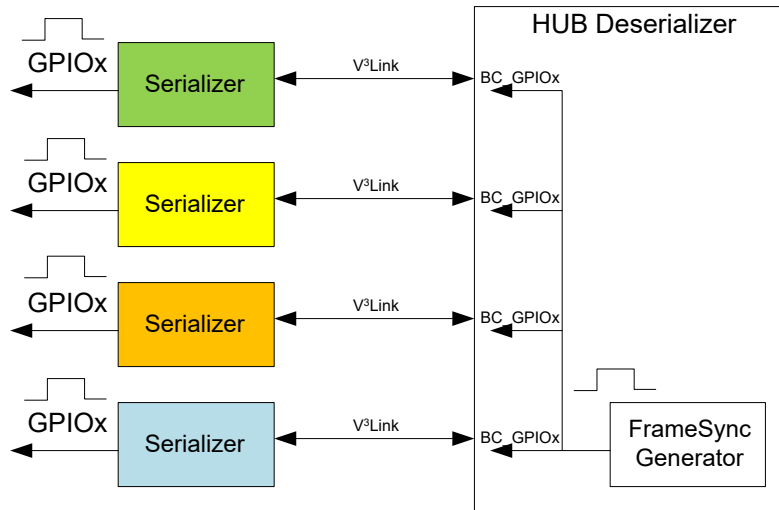 HUB Deserializer
GPIOx
Serializer
V³Link
BC_GPIOx
GPIOx
Serializer
V³Link
BC_GPIOx
GPIOx
Serializer
V³Link
BC_GPIOx
GPIOx
Serializer
V³Link
BC_GPIOx
FrameSync
Generator